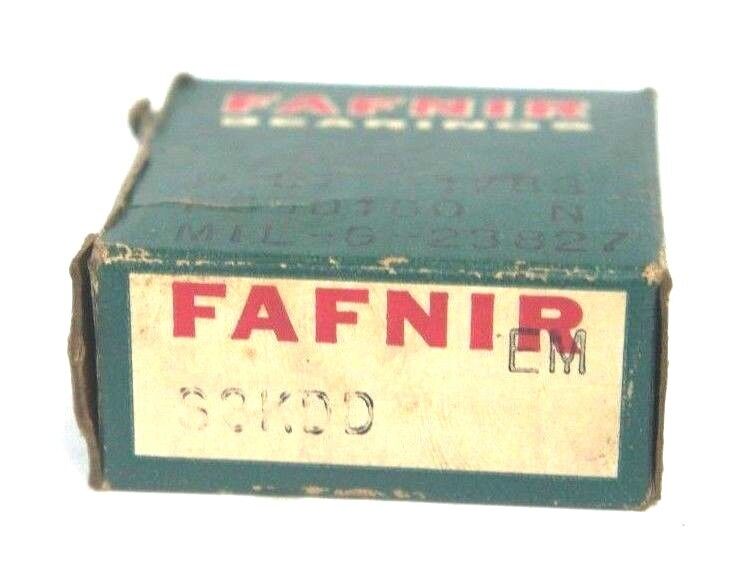 FAFNIR
BEARINGS
MIL-G-23827
FAFNIR
EM
S3KDD